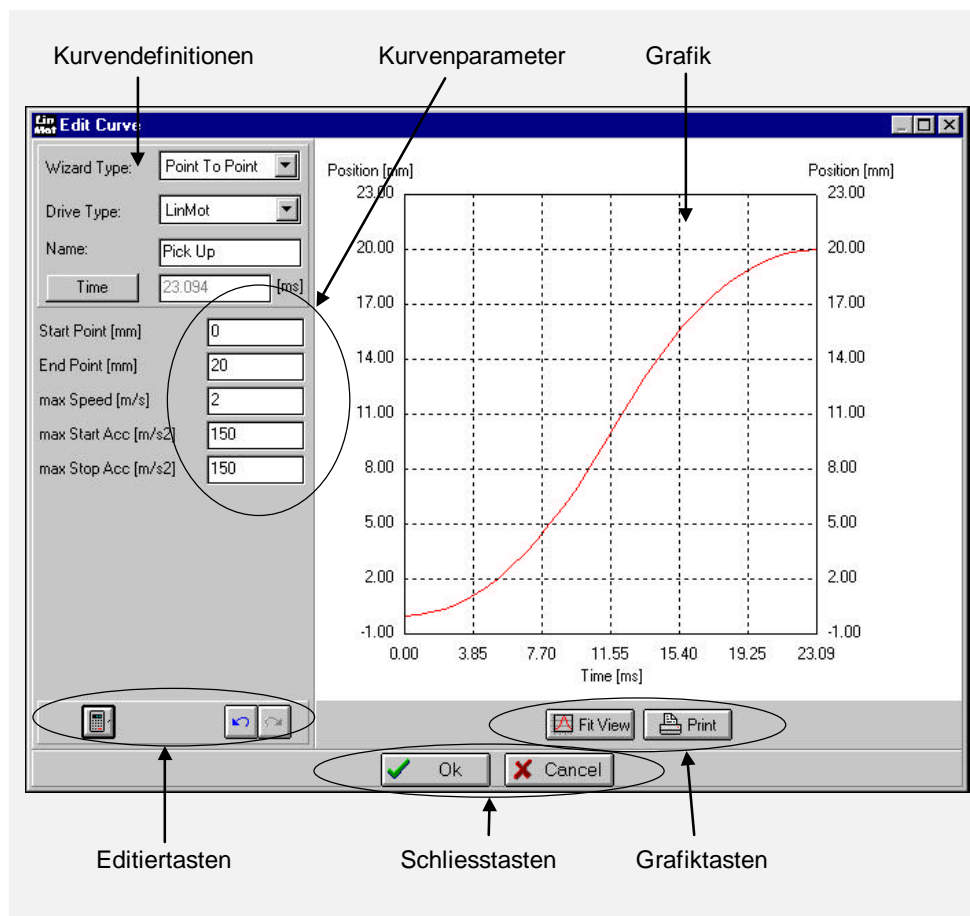 Kurvendefinitionen Kurvenparameter Grafik
Lin Mot Edit Curve
Wizard Type: Point To Point
Drive Type: LinMot
Name: Pick Up
Time 23.094 [ms]
Start Point [mm] 0
End Point [mm] 20
max Speed [m/s] 2
max Start Acc [m/s2] 150
max Stop Acc [m/s2] 150
Position [mm] Position [mm]
23.00 23.00
20.00 20.00
17.00 17.00
14.00 14.00
11.00 11.00
8.00 8.00
5.00 5.00
2.00 2.00
-1.00 -1.00
0.00 3.85 7.70 11.55 15.40 19.25 23.09
Time [ms]
Fit View Print
Ok Cancel
Editiertasten Schliesstasten Grafiktasten